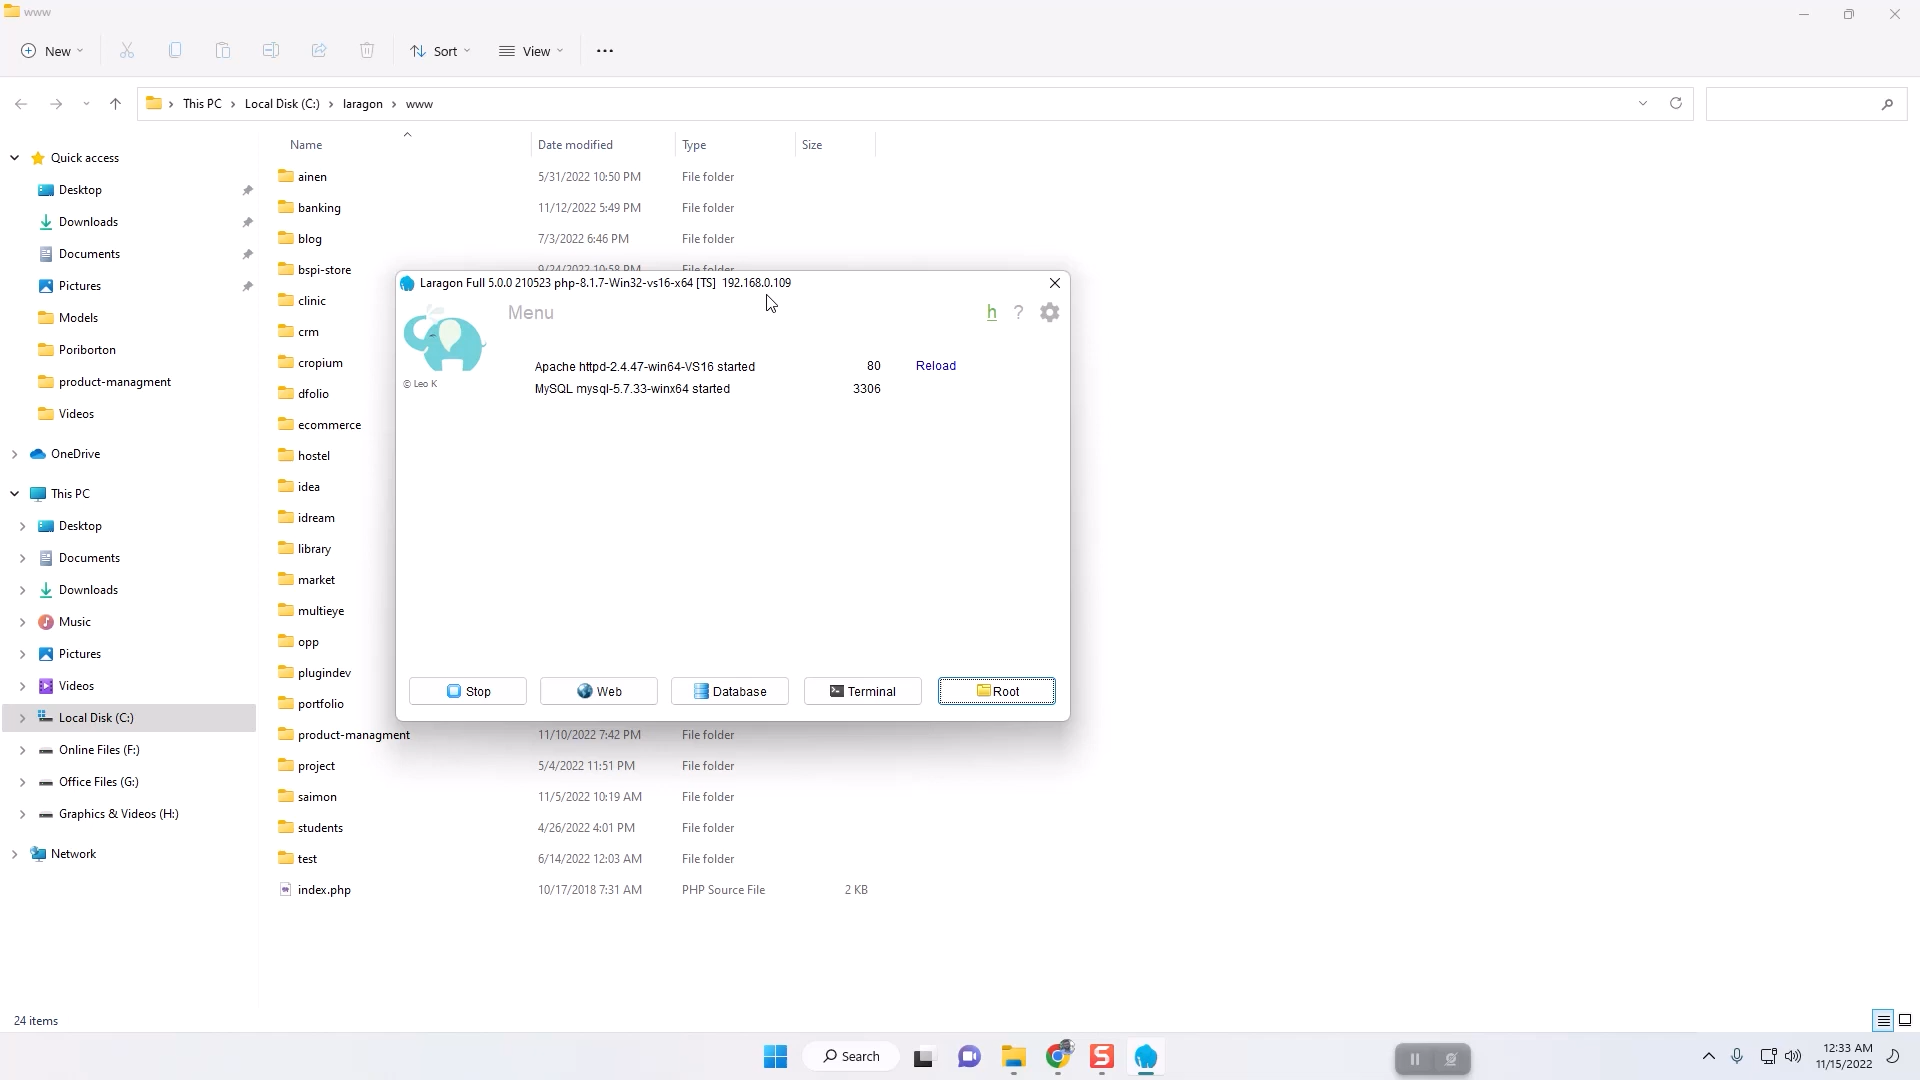 www
New
Sort
View
This PC
Local Disk (C:)
laragon
www
Name
Date modified
Type
Size
Quick access
Desktop
Downloads
Documents
Pictures
Models
Poriborton
product-managment
Videos
OneDrive
This PC
Desktop
Documents
Downloads
Music
Pictures
Videos
Local Disk (C:)
Online Files (F:)
Office Files (G:)
Graphics & Videos (H:)
Network
ainen 5/31/2022 10:50 PM File folder
banking 11/12/2022 5:49 PM File folder
blog 7/3/2022 6:46 PM File folder
bspi-store 9/24/2022 10:58 PM File folder
clinic
crm
cropium
dfolio
ecommerce
hostel
idea
idream
library
market
multieye
opp
plugindev
portfolio
product-managment 11/10/2022 7:42 PM File folder
project 5/4/2022 11:51 PM File folder
saimon 11/5/2022 10:19 AM File folder
students 4/26/2022 4:01 PM File folder
test 6/14/2022 12:03 AM File folder
index.php 10/17/2018 7:31 AM PHP Source File 2 KB
Laragon Full 5.0.0 210523 php-8.1.7-Win32-vs16-x64 [TS] 192.168.0.109
Menu
h ?
© Leo K
Apache httpd-2.4.47-win64-VS16 started 80 Reload
MySQL mysql-5.7.33-winx64 started 3306
Stop
Web
Database
Terminal
Root
24 items
Search
12:33 AM
11/15/2022